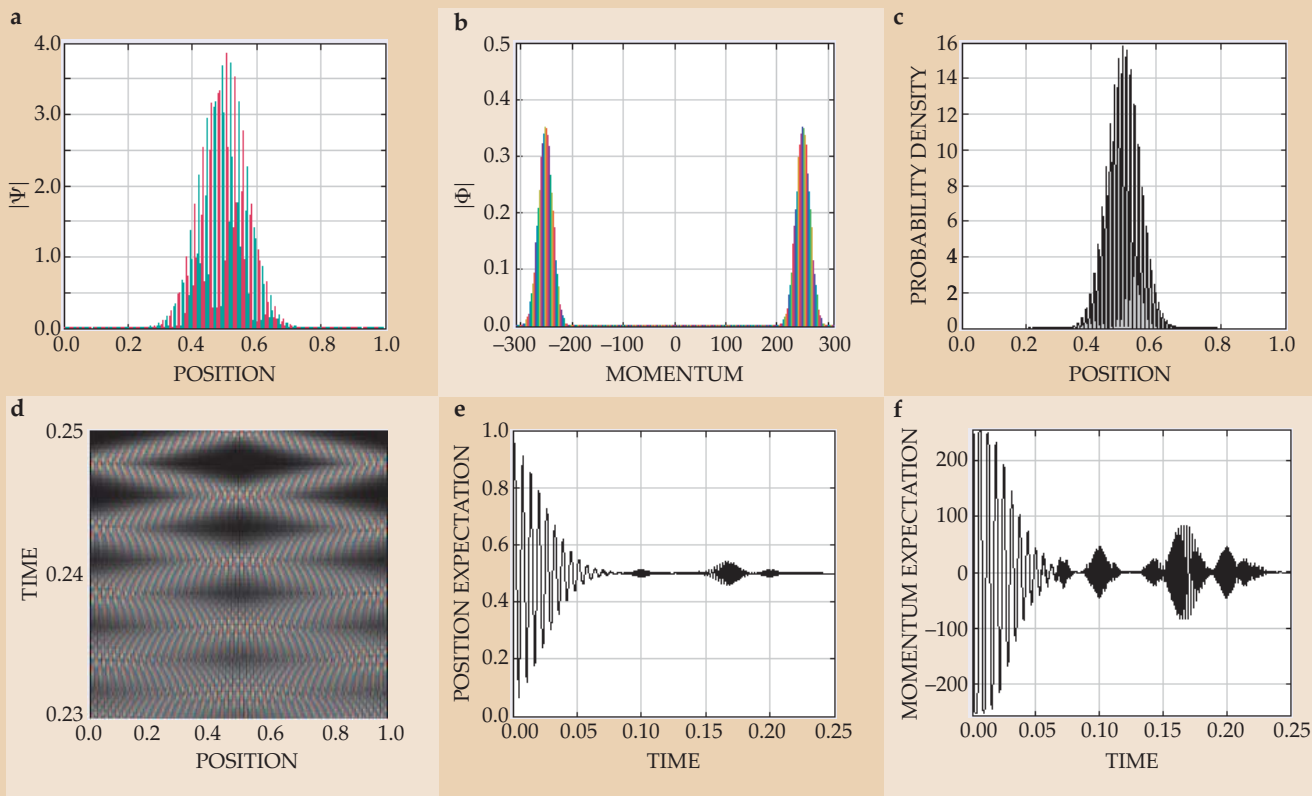 a
4.0
3.0
2.0
1.0
0.0
|Ψ|
0.0 0.2 0.4 0.6 0.8 1.0
POSITION
b
0.5
0.4
0.3
0.2
0.1
0.0
|Φ|
−300 −200 −100 0 100 200 300
MOMENTUM
c
16
14
12
10
8
6
4
2
0
PROBABILITY DENSITY
0.0 0.2 0.4 0.6 0.8 1.0
POSITION
d
0.25
0.24
0.23
TIME
0.0 0.2 0.4 0.6 0.8 1.0
POSITION
e
1.0
0.8
0.6
0.4
0.2
0.0
POSITION EXPECTATION
0.00 0.05 0.10 0.15 0.20 0.25
TIME
f
200
100
0
−100
−200
MOMENTUM EXPECTATION
0.00 0.05 0.10 0.15 0.20 0.25
TIME